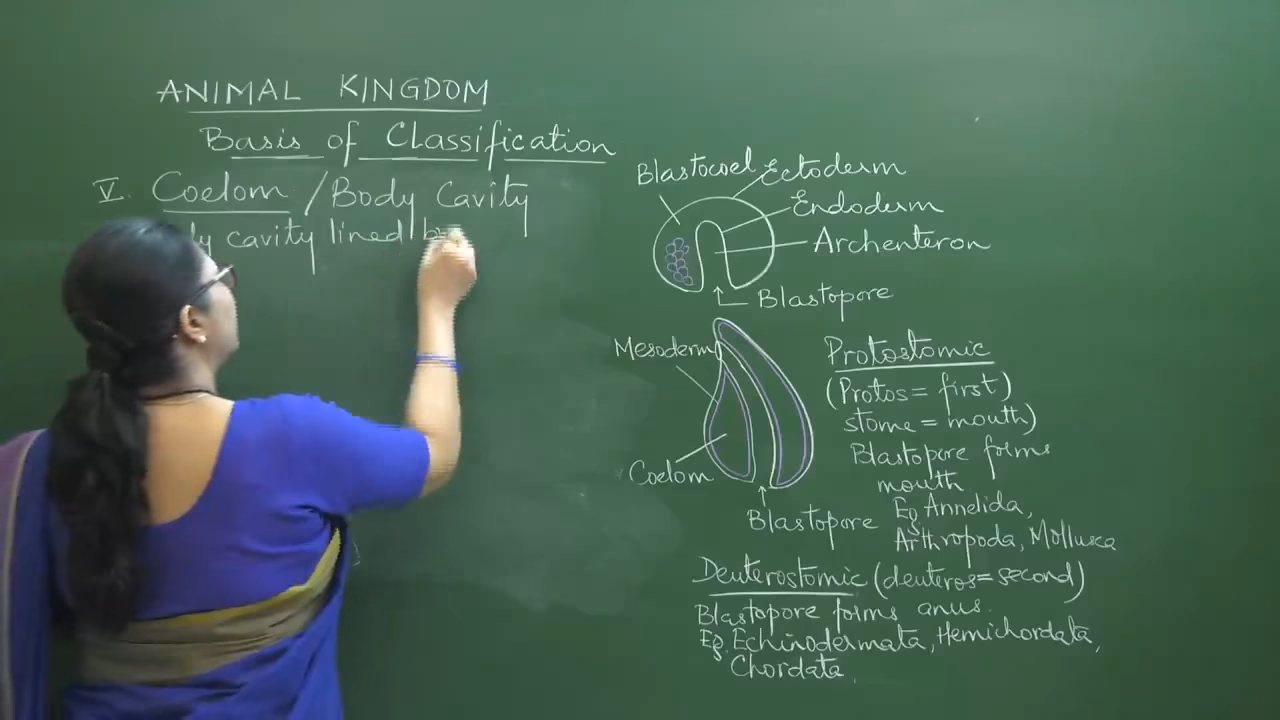 ANIMAL KINGDOM
Basis of Classification
V. Coelom / Body Cavity
cavity lined
Blastocoel
Ectoderm
Endoderm
Archenteron
Blastopore
Mesoderm
Coelom
Blastopore
Protostomic
(Protos = first
stome = mouth)
Blastopore forms
mouth
Eg Annelida,
Arthropoda, Mollusca
Deuterostomic (deuteros = second)
Blastopore forms anus.
Eg. Echinodermata, Hemichordata,
Chordata.